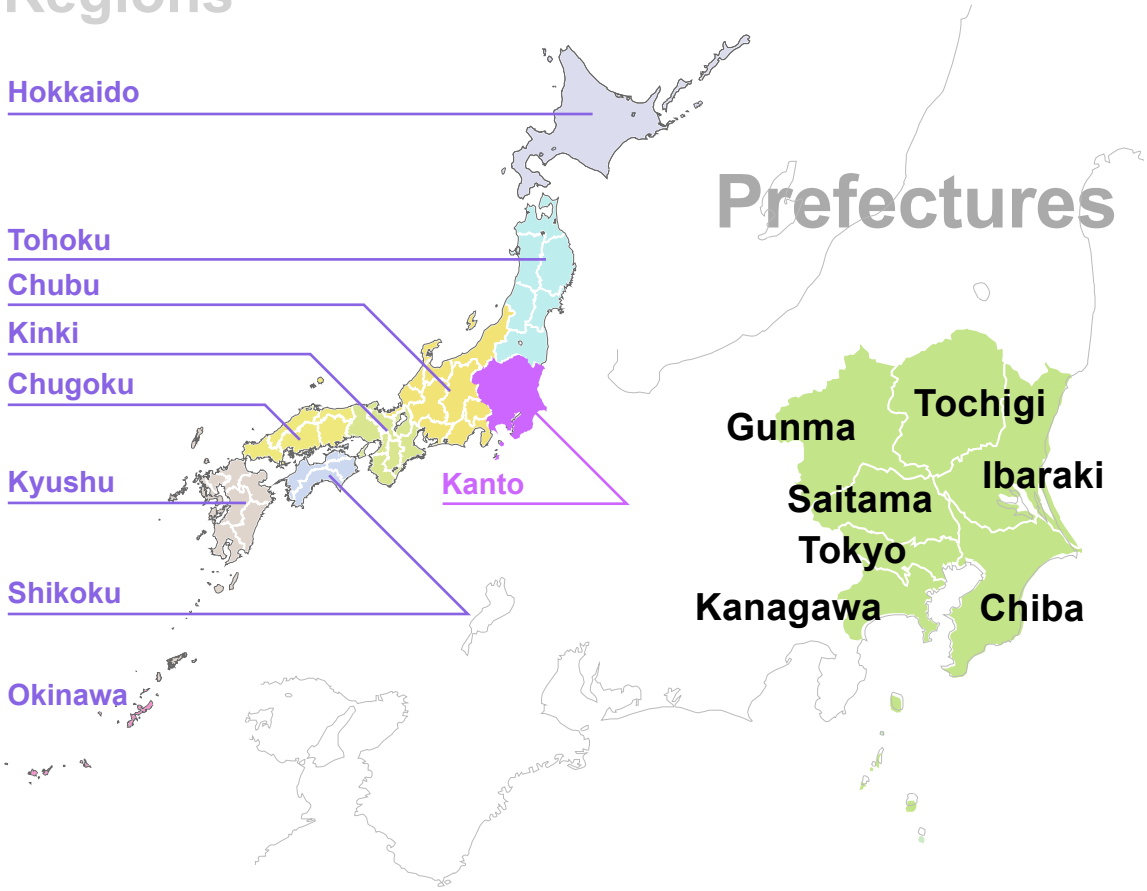 Regions
Hokkaido
Prefectures
Tohoku
Chubu
Kinki
Chugoku
Kyushu
Kanto
Shikoku
Okinawa
Tochigi
Gunma
Ibaraki
Saitama
Tokyo
Kanagawa
Chiba